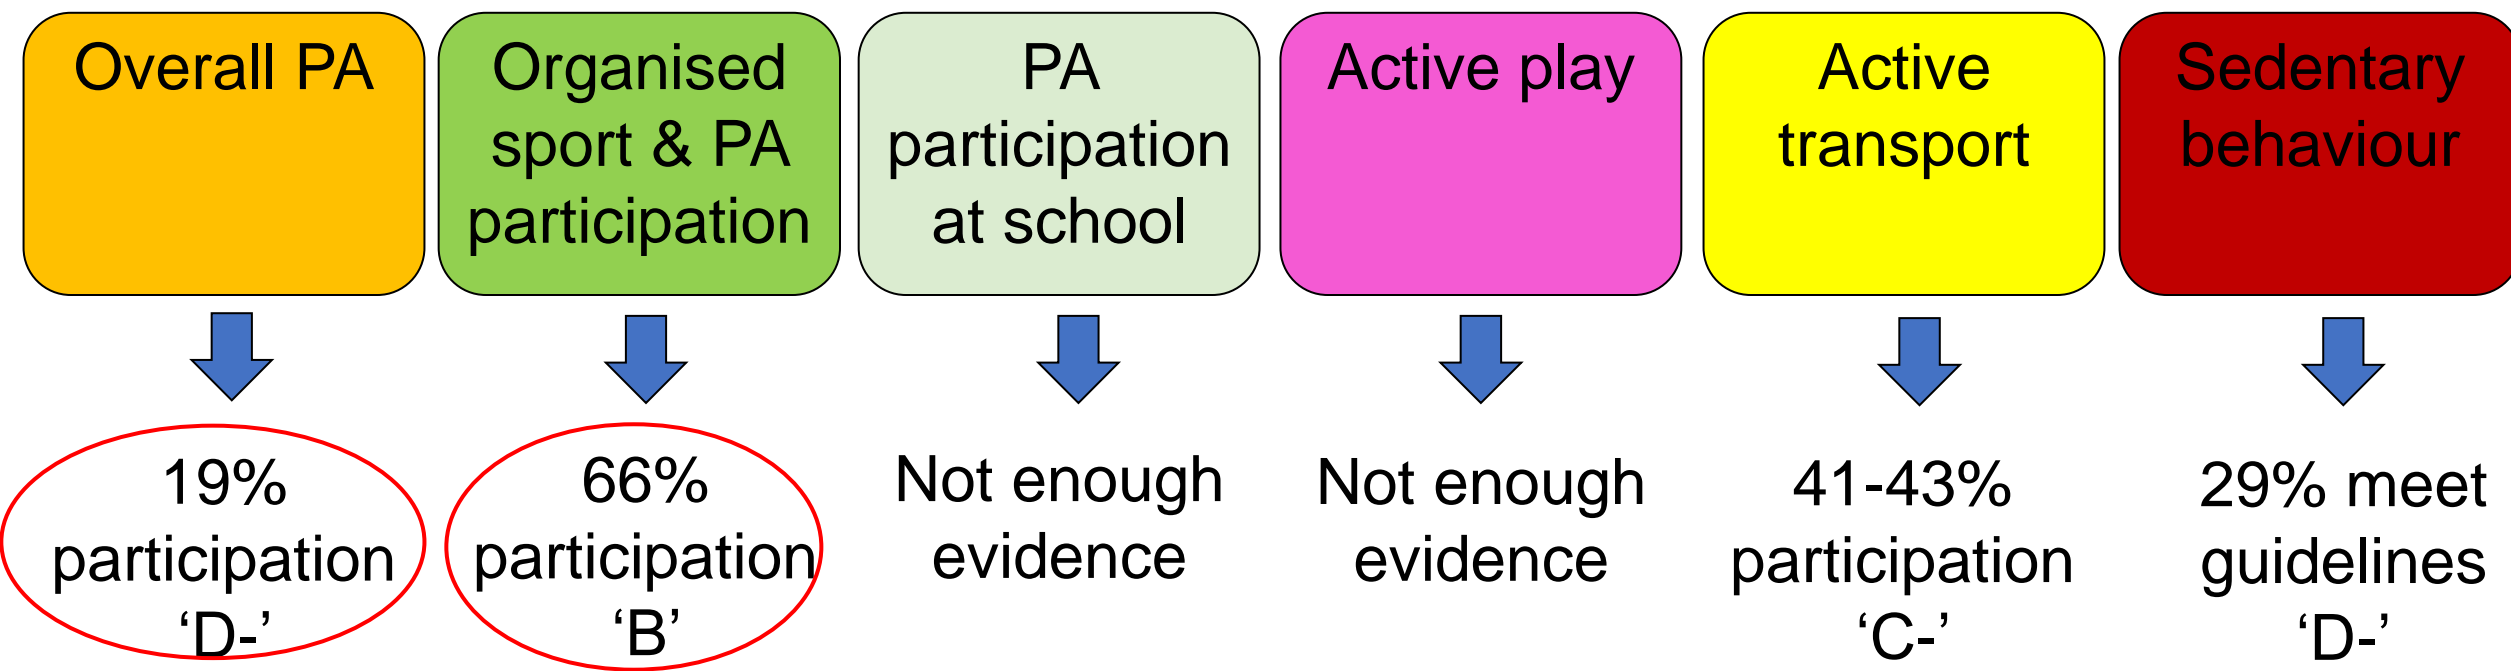 Overall PA
Organised
sport & PA
participation
PA
participation
at school
Active play
Active
transport
Sedentary
behaviour
19%
participation
‘D-’
66%
participation
‘B’
Not enough
evidence
Not enough
evidence
41-43%
participation
‘C-’
29% meet
guidelines
‘D-’